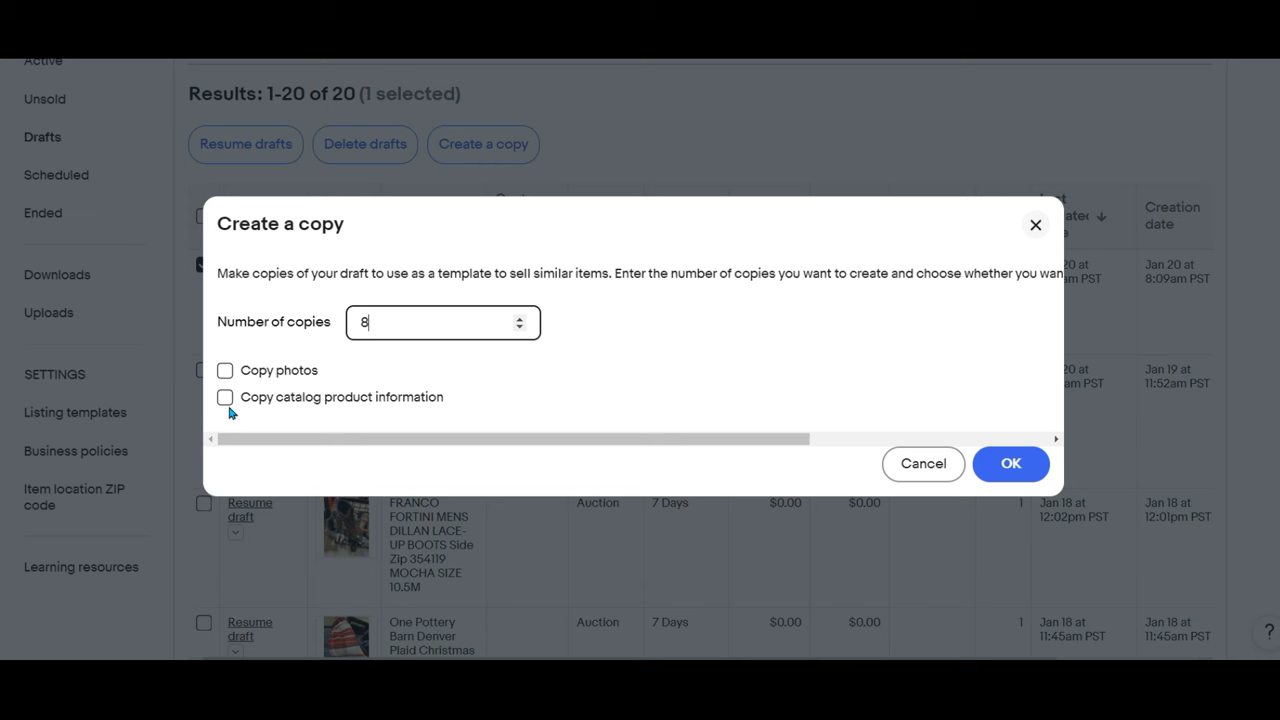 Active
Unsold
Drafts
Scheduled
Ended
Downloads
Uploads
SETTINGS
Listing templates
Business policies
Item location ZIP
code
Learning resources
Results: 1-20 of 20 (1 selected)
Resume drafts
Delete drafts
Create a copy
Creation
date
Jan 20 at
8:09am PST
Jan 19 at
11:52am PST
Create a copy
Make copies of your draft to use as a template to sell similar items. Enter the number of copies you want to create and choose whether you wan
Number of copies
8
Copy photos
Copy catalog product information
Cancel
OK
Resume
draft
FRANCO
FORTINI MENS
DILLAN LACE-
UP BOOTS Side
Zip 354119
MOCHA SIZE
10.5M
Auction
7 Days
$0.00
$0.00
1
Jan 18 at
12:02pm PST
Jan 18 at
12:01pm PST
Resume
draft
One Pottery
Barn Denver
Plaid Christmas
Auction
7 Days
$0.00
$0.00
1
Jan 18 at
11:45am PST
Jan 18 at
11:45am PST
?